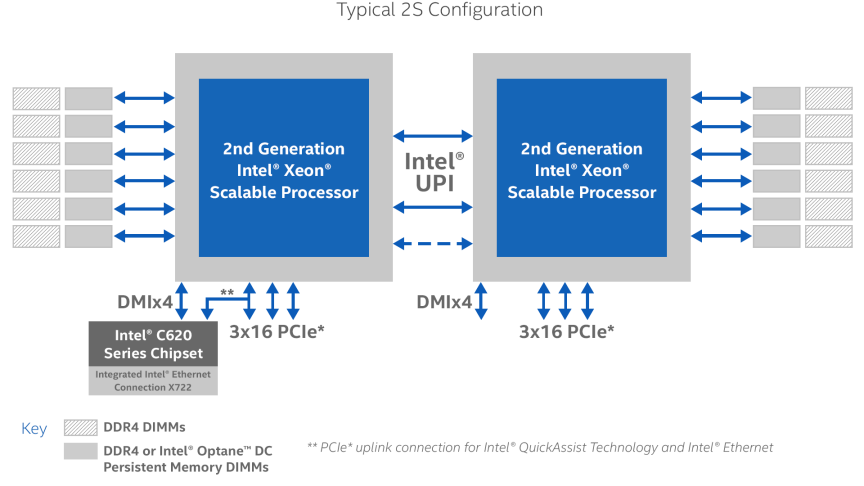 Typical 2S Configuration
2nd Generation
Intel® Xeon®
Scalable Processor
Intel®
UPI
2nd Generation
Intel® Xeon®
Scalable Processor
DMIx4
**
3x16 PCIe*
DMIx4
3x16 PCIe*
Intel® C620
Series Chipset
Integrated Intel® Ethernet
Connection X722
Key
DDR4 DIMMs
DDR4 or Intel® Optane™ DC
Persistent Memory DIMMs
** PCIe* uplink connection for Intel® QuickAssist Technology and Intel® Ethernet